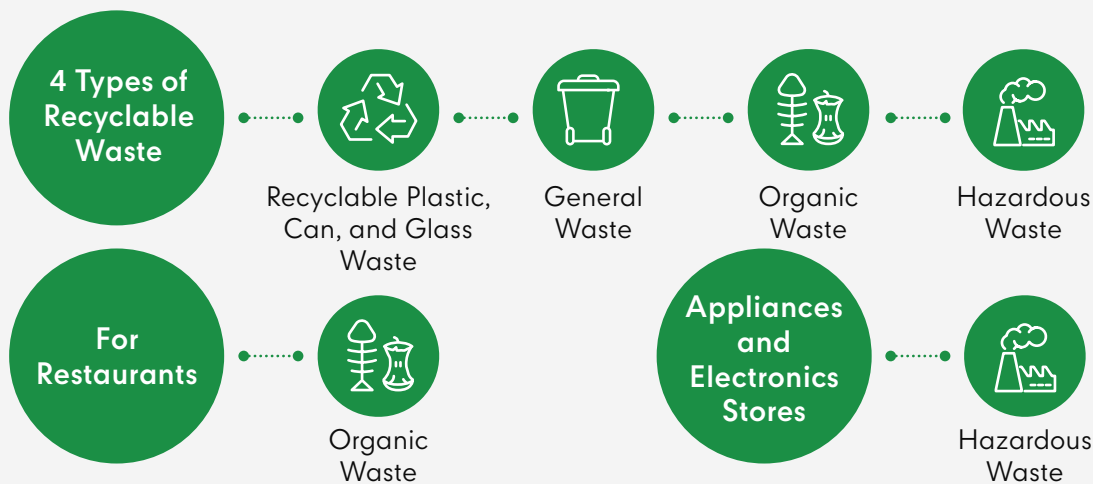 4 Types of
Recyclable
Waste
Recyclable Plastic,
Can, and Glass
Waste
General
Waste
Organic
Waste
Hazardous
Waste
For
Restaurants
Organic
Waste
Appliances
and
Electronics
Stores
Hazardous
Waste